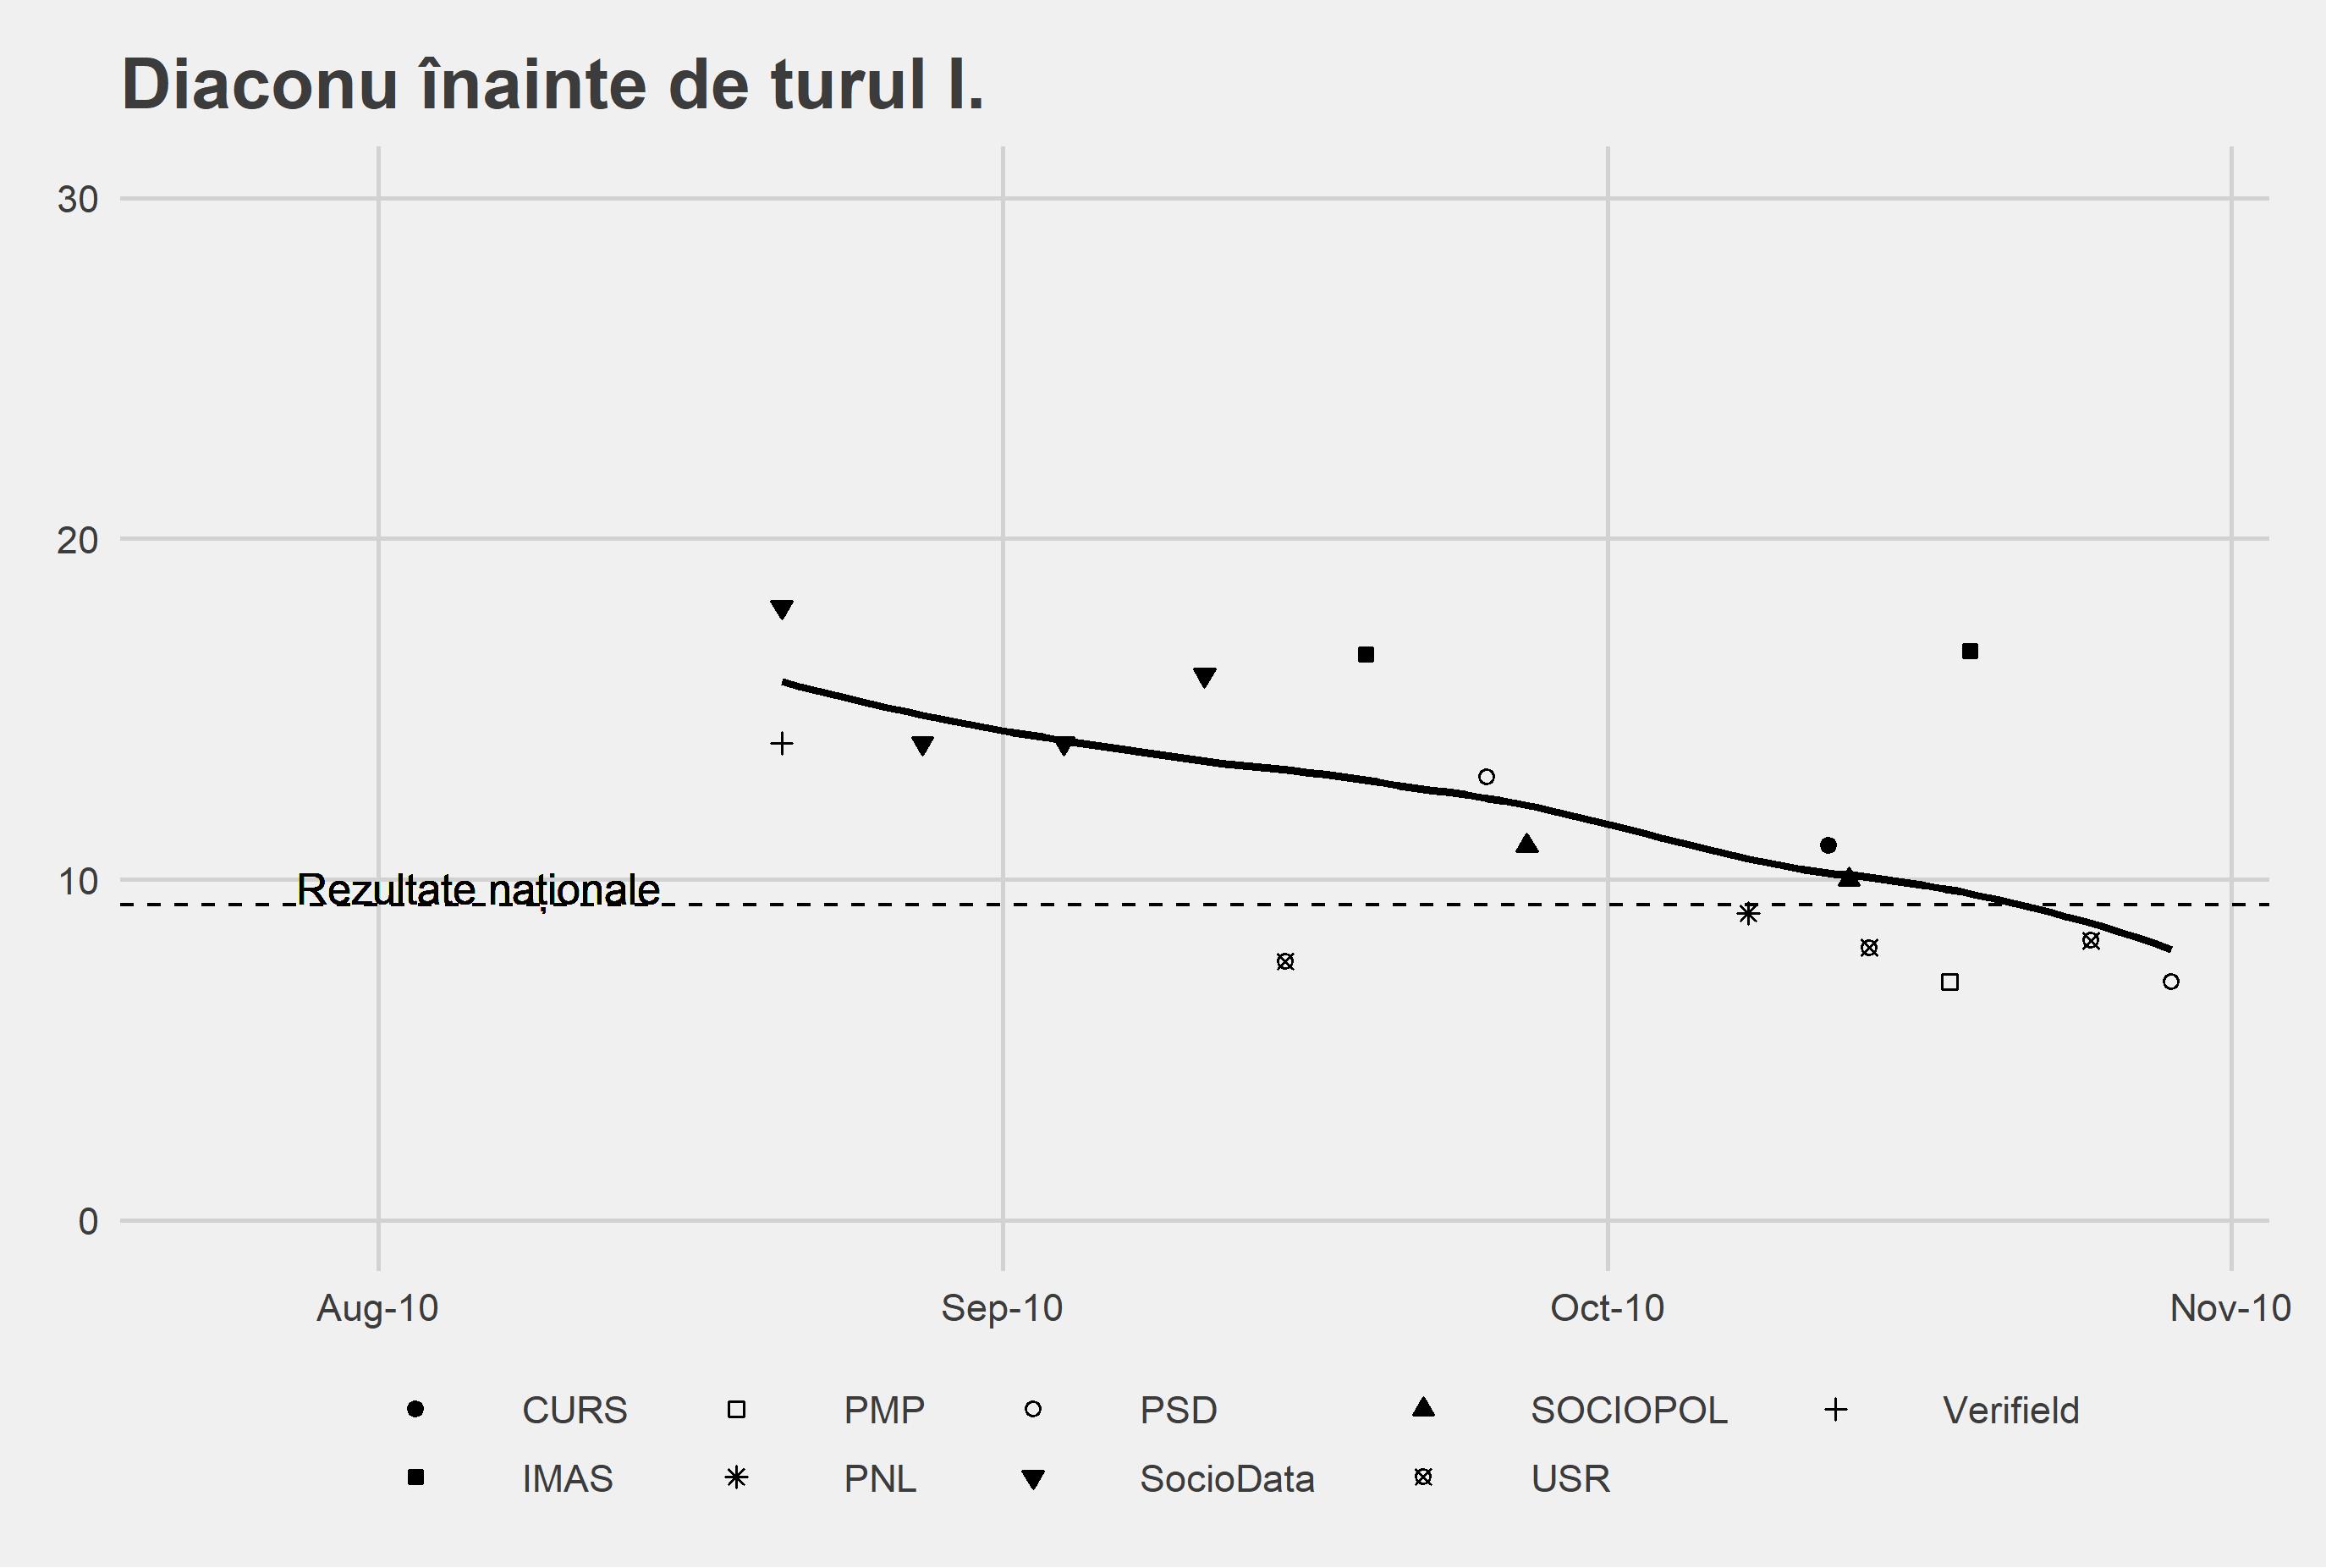 Diaconu înainte de turul I.
30
20
10
Rezultate naționale
0
Aug-10 Sep-10 Oct-10 Nov-10
CURS PMP PSD SOCIOPOL Verifield
IMAS PNL SocioData USR